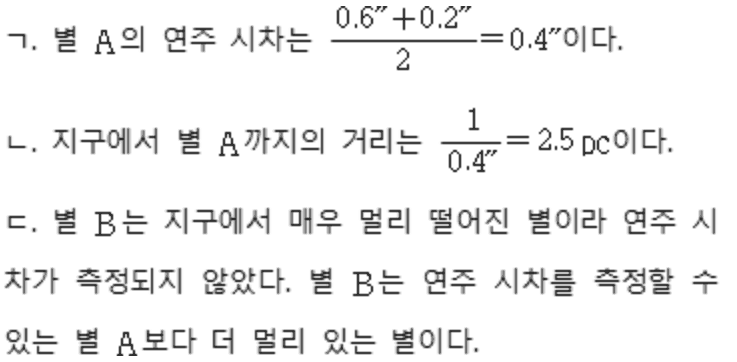 ㄱ. 별 A의 연주 시차는 \frac{0.6″+0.2″}{2}=0.4″이다.
ㄴ. 지구에서 별 A까지의 거리는 \frac{1}{0.4″}=2.5pc이다.
ㄷ. 별 B는 지구에서 매우 멀리 떨어진 별이라 연주 시
차가 측정되지 않았다. 별 B는 연주 시차를 측정할 수
있는 별 A보다 더 멀리 있는 별이다.